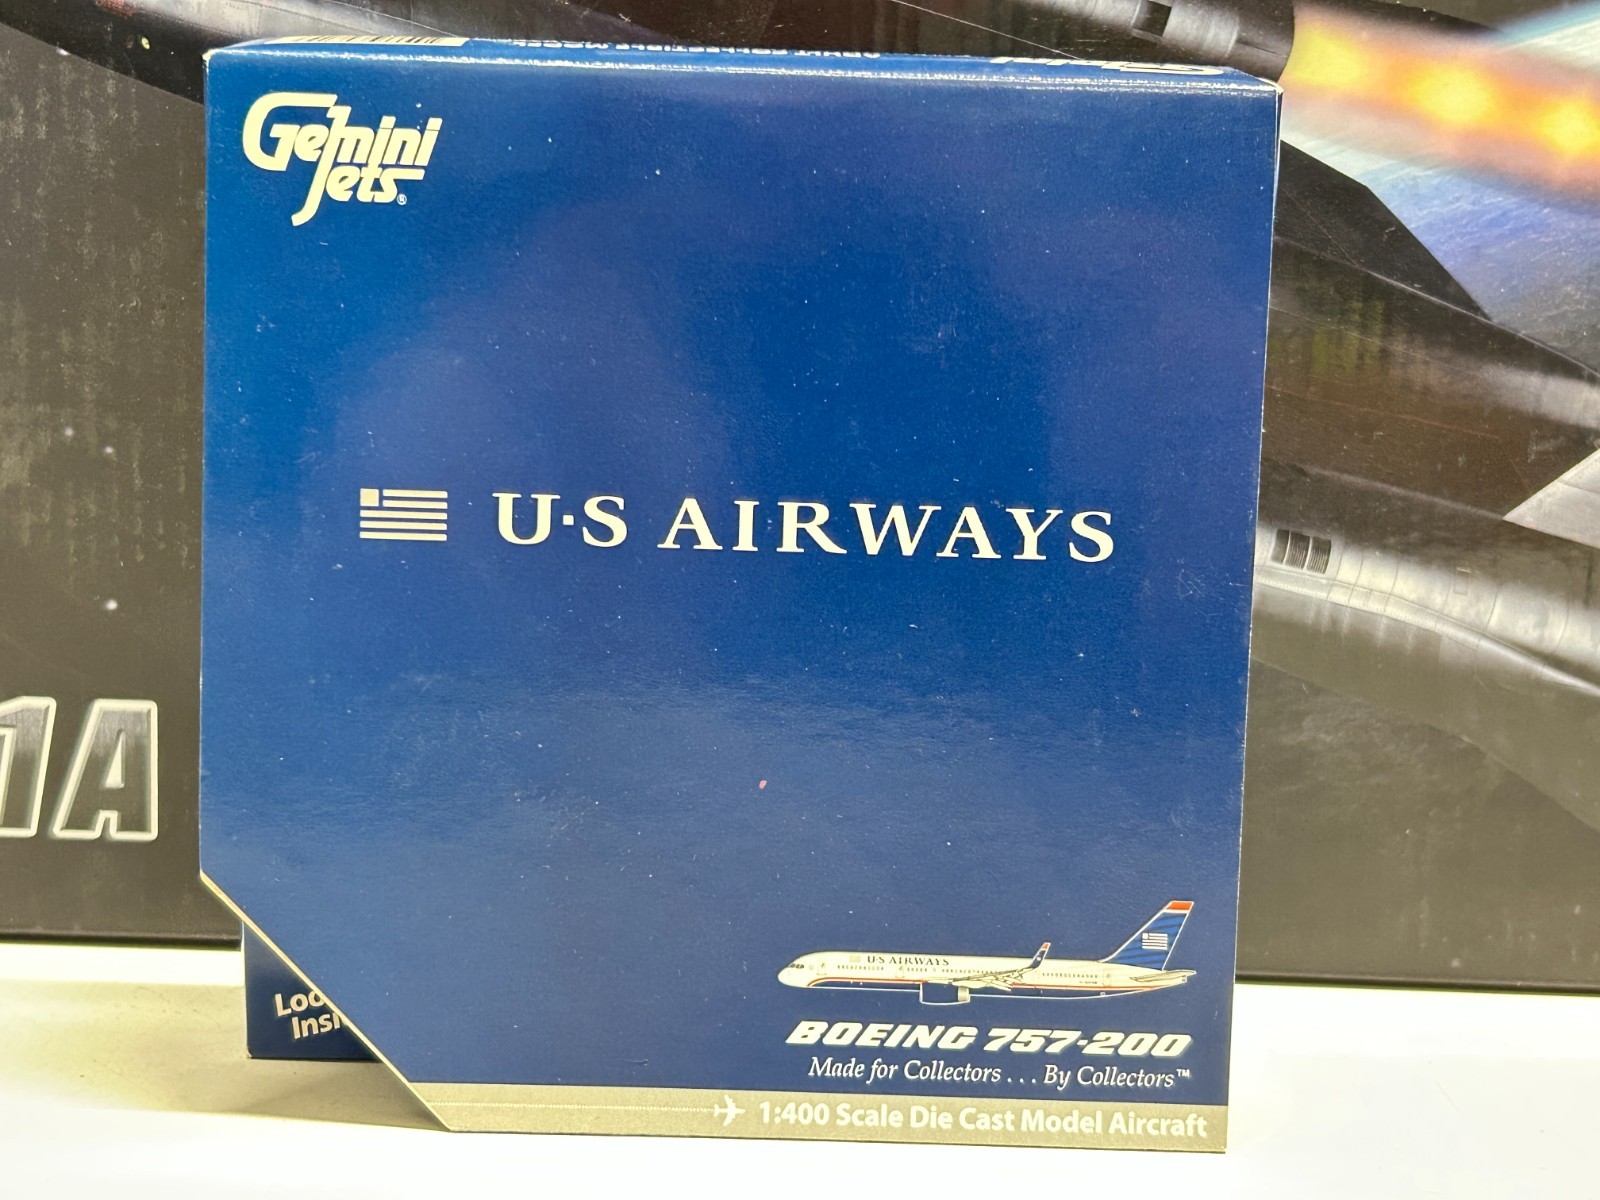 Gemini
Jets®
U·S AIRWAYS
U·S AIRWAYS
BOEING 757-200
Made for Collectors . . . By Collectors™
1:400 Scale Die Cast Model Aircraft
1A